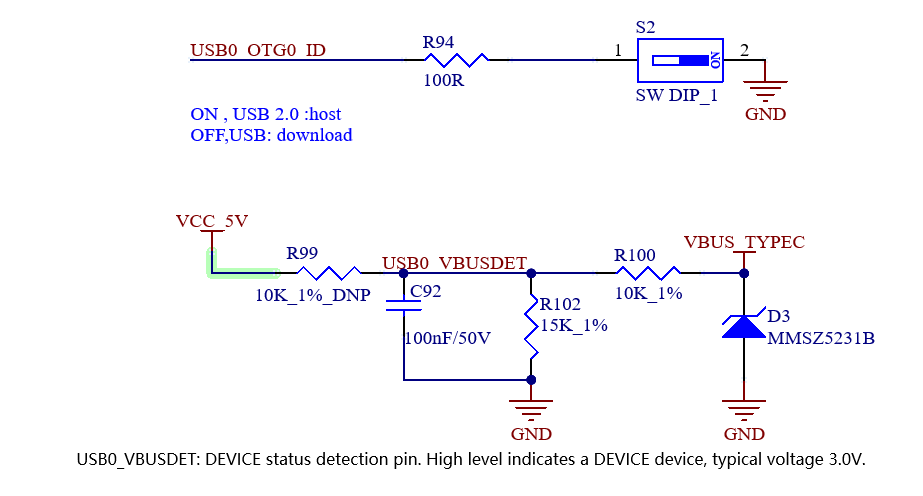 S2
R94
USB0_OTG0_ID
1
2
ON
100R
SW DIP_1
GND
ON , USB 2.0 :host
OFF,USB: download
VCC_5V
VBUS_TYPEC
R99
USB0_VBUSDET
R100
10K_1%_DNP
C92
10K_1%
R102
D3
15K_1%
100nF/50V
MMSZ5231B
GND
GND
USB0_VBUSDET: DEVICE status detection pin. High level indicates a DEVICE device, typical voltage 3.0V.